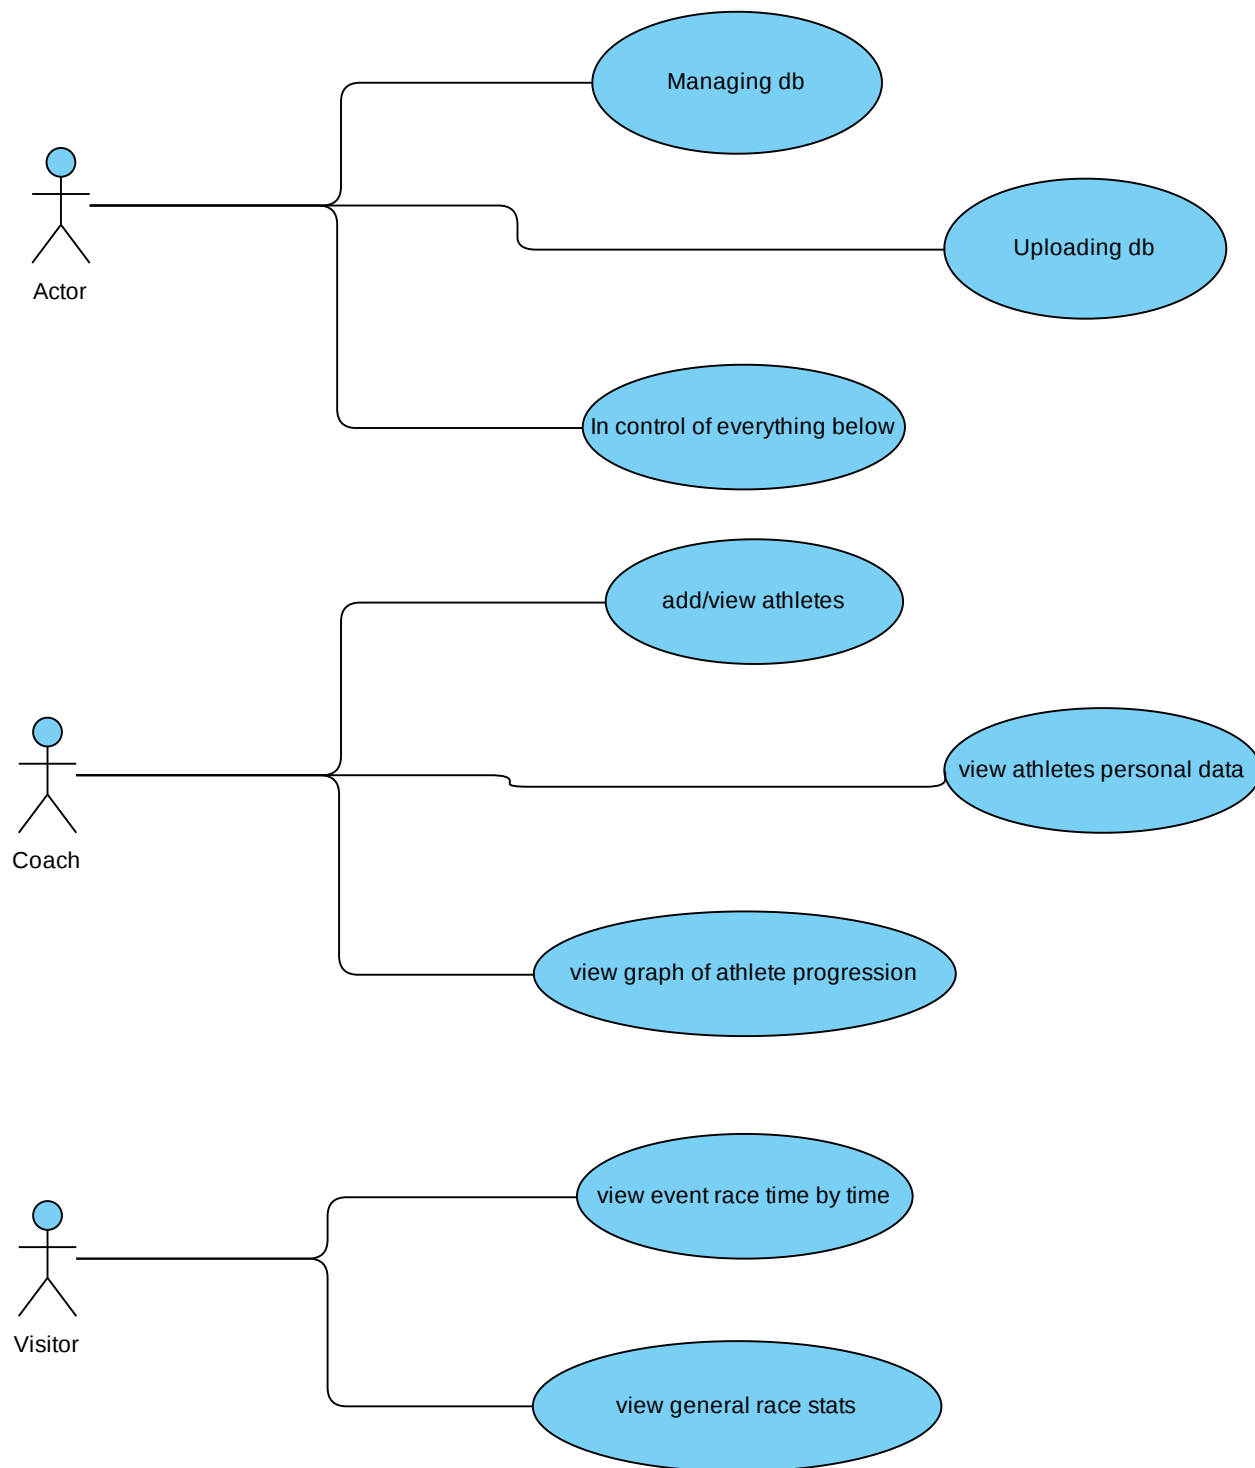 Managing db
Uploading db
Actor
In control of everything below
add/view athletes
view athletes personal data
Coach
view graph of athlete progression
view event race time by time
Visitor
view general race stats